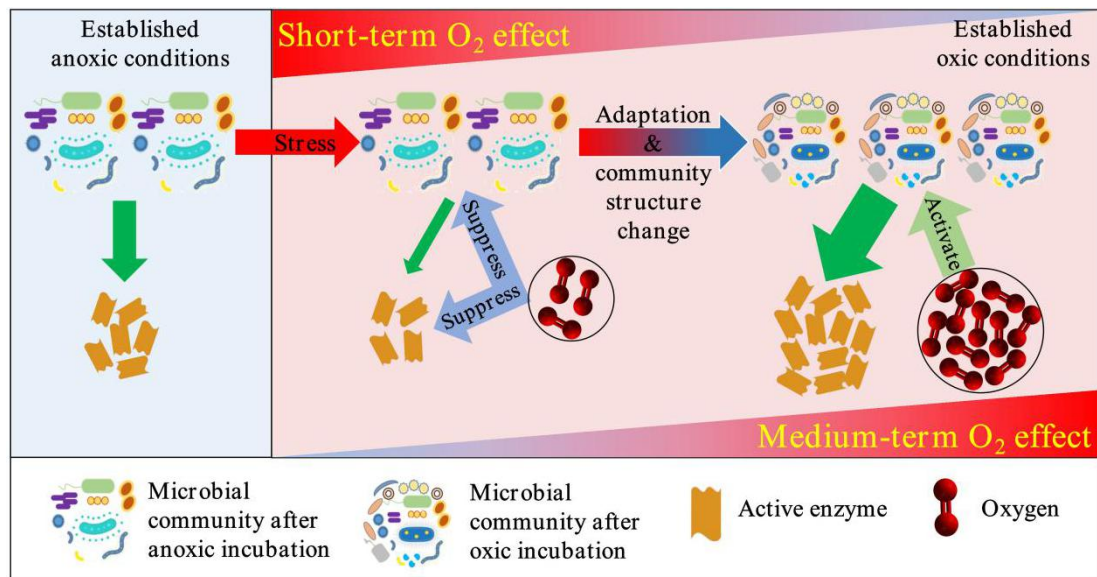 Established
anoxic conditions
Short-term O₂ effect
Established
oxic conditions
Stress
Adaptation
&
community
structure
change
Suppress
Suppress
Activate
Medium-term O₂ effect
Microbial
community after
anoxic incubation
Microbial
community after
oxic incubation
Active enzyme
Oxygen